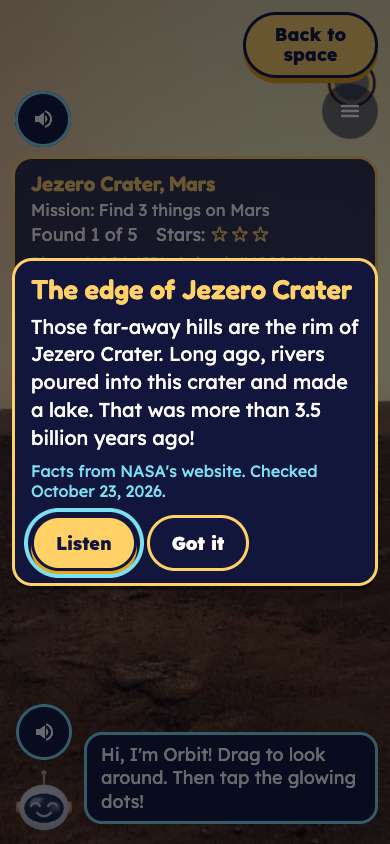 Back to
space
Jezero Crater, Mars
Mission: Find 3 things on Mars
Found 1 of 5 Stars: ☆☆☆
The edge of Jezero Crater
Those far-away hills are the rim of
Jezero Crater. Long ago, rivers
poured into this crater and made
a lake. That was more than 3.5
billion years ago!
Facts from NASA's website. Checked
October 23, 2026.
Listen
Got it
Hi, I'm Orbit! Drag to look
around. Then tap the glowing
dots!